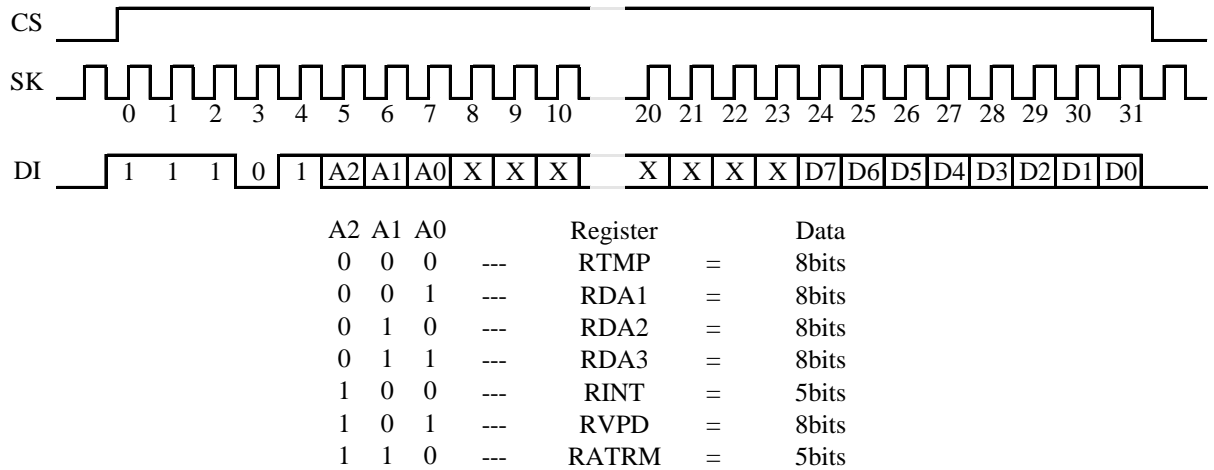 CS
SK
0 1 2 3 4 5 6 7 8 9 10 20 21 22 23 24 25 26 27 28 29 30 31
DI 1 1 1 0 1 A2 A1 A0 X X X X X X X D7 D6 D5 D4 D3 D2 D1 D0
A2 A1 A0 Register Data
0 0 0 --- RTMP = 8bits
0 0 1 --- RDA1 = 8bits
0 1 0 --- RDA2 = 8bits
0 1 1 --- RDA3 = 8bits
1 0 0 --- RINT = 5bits
1 0 1 --- RVPD = 8bits
1 1 0 --- RATRM = 5bits